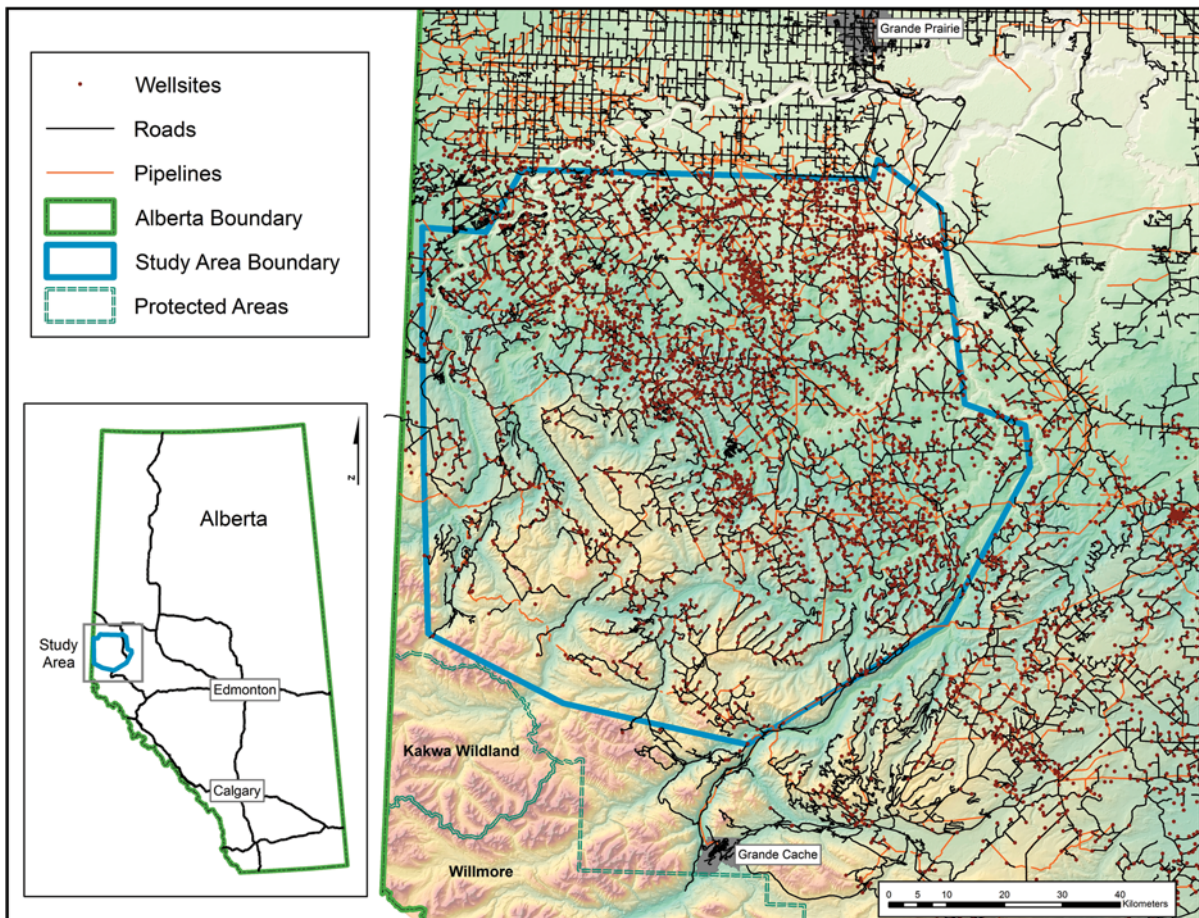 Wellsites
Roads
Pipelines
Alberta Boundary
Study Area Boundary
Protected Areas
N
Alberta
Study
Area
Edmonton
Calgary
Grande Prairie
Kakwa Wildland
Willmore
Grande Cache
0 5 10 20 30 40
Kilometers